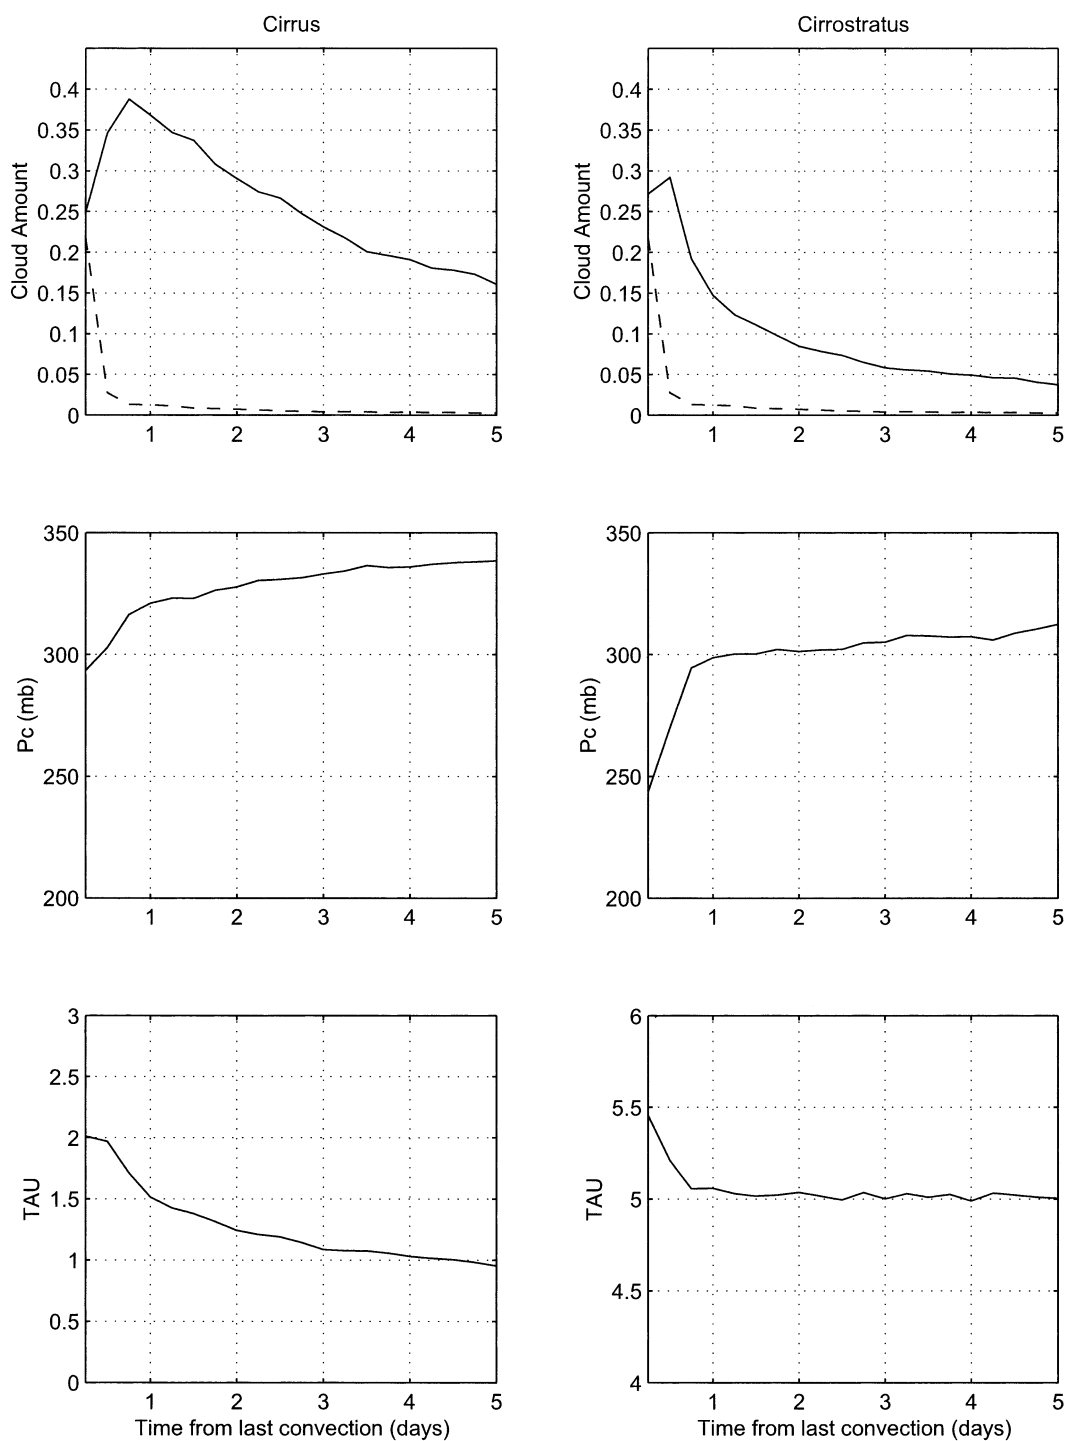 Cirrus
Cloud Amount
0.4
0.35
0.3
0.25
0.2
0.15
0.1
0.05
0
1 2 3 4 5
Cirrostratus
Cloud Amount
0.4
0.35
0.3
0.25
0.2
0.15
0.1
0.05
0
1 2 3 4 5
Pc (mb)
350
300
250
200
1 2 3 4 5
Pc (mb)
350
300
250
200
1 2 3 4 5
TAU
3
2.5
2
1.5
1
0.5
0
1 2 3 4 5
Time from last convection (days)
TAU
6
5.5
5
4.5
4
1 2 3 4 5
Time from last convection (days)